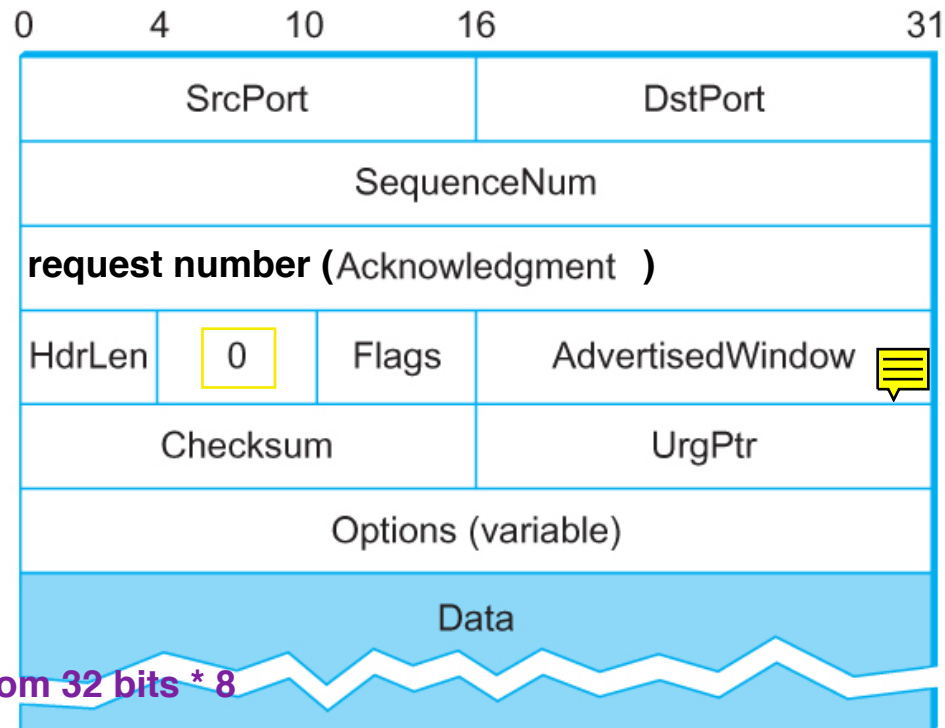 0 4 10 16 31
SrcPort DstPort
SequenceNum
request number (Acknowledgment )
HdrLen 0 Flags AdvertisedWindow
Checksum UrgPtr
Options (variable)
Data
om 32 bits * 8